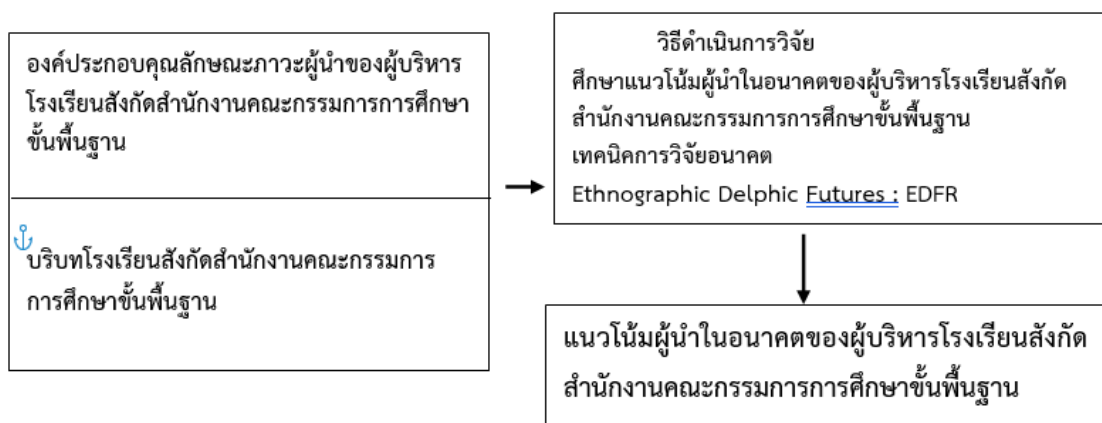 องค์ประกอบคุณลักษณะภาวะผู้นำของผู้บริหาร
โรงเรียนสังกัดสำนักงานคณะกรรมการการศึกษา
ขั้นพื้นฐาน
บริบทโรงเรียนสังกัดสำนักงานคณะกรรมการ
การศึกษาขั้นพื้นฐาน
วิธีดำเนินการวิจัย
ศึกษาแนวโน้มผู้นำในอนาคตของผู้บริหารโรงเรียนสังกัด
สำนักงานคณะกรรมการการศึกษาขั้นพื้นฐาน
เทคนิคการวิจัยอนาคต
Ethnographic Delphic Futures : EDFR
แนวโน้มผู้นำในอนาคตของผู้บริหารโรงเรียนสังกัด
สำนักงานคณะกรรมการการศึกษาขั้นพื้นฐาน